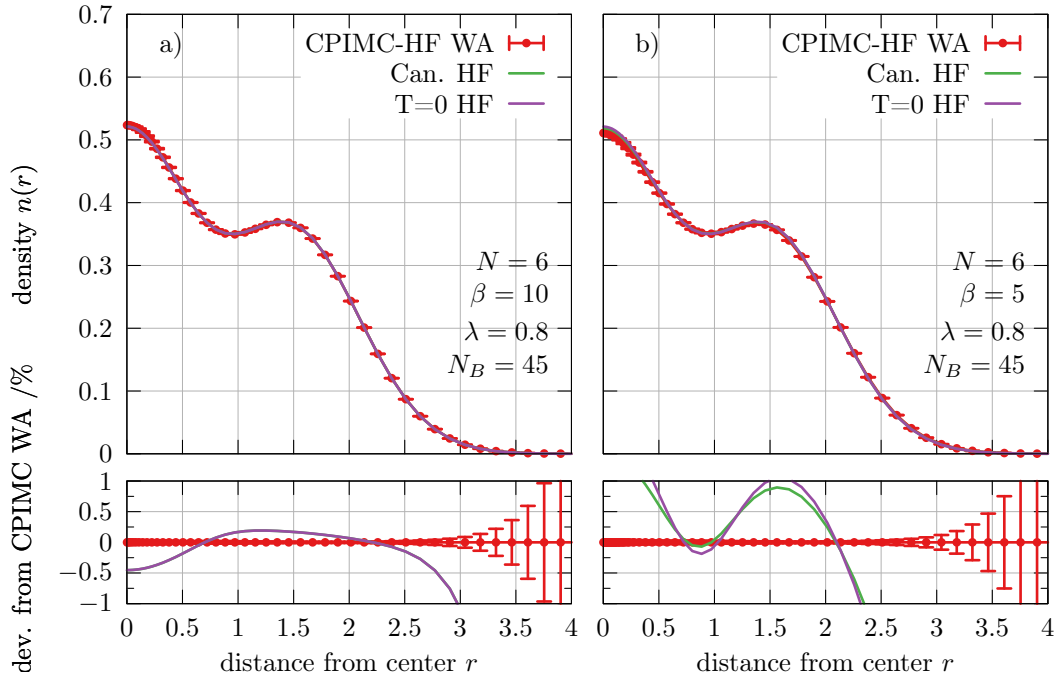 a)
CPIMC-HF WA
Can. HF
T=0 HF
density n(r)
0.7
0.6
0.5
0.4
0.3
0.2
0.1
0
N = 6
β = 10
λ = 0.8
N_B = 45
b)
CPIMC-HF WA
Can. HF
T=0 HF
N = 6
β = 5
λ = 0.8
N_B = 45
dev. from CPIMC WA /%
1
0.5
0
−0.5
−1
0 0.5 1 1.5 2 2.5 3 3.5 4
distance from center r
0 0.5 1 1.5 2 2.5 3 3.5 4
distance from center r